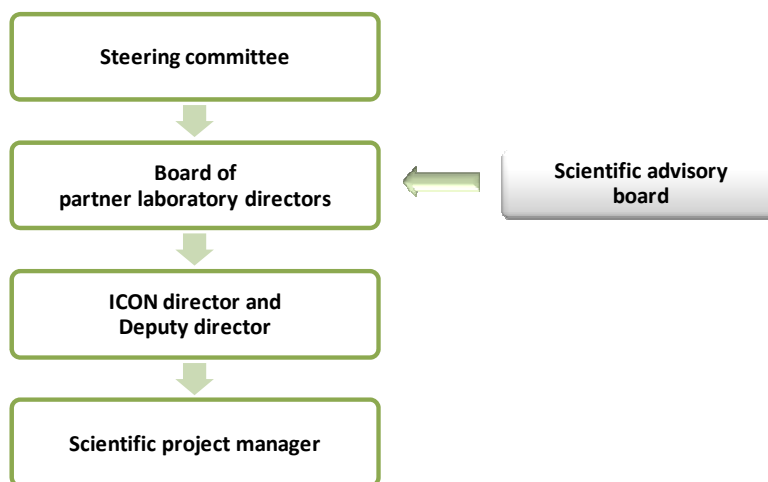 Steering committee
Board of
partner laboratory directors
Scientific advisory
board
ICON director and
Deputy director
Scientific project manager